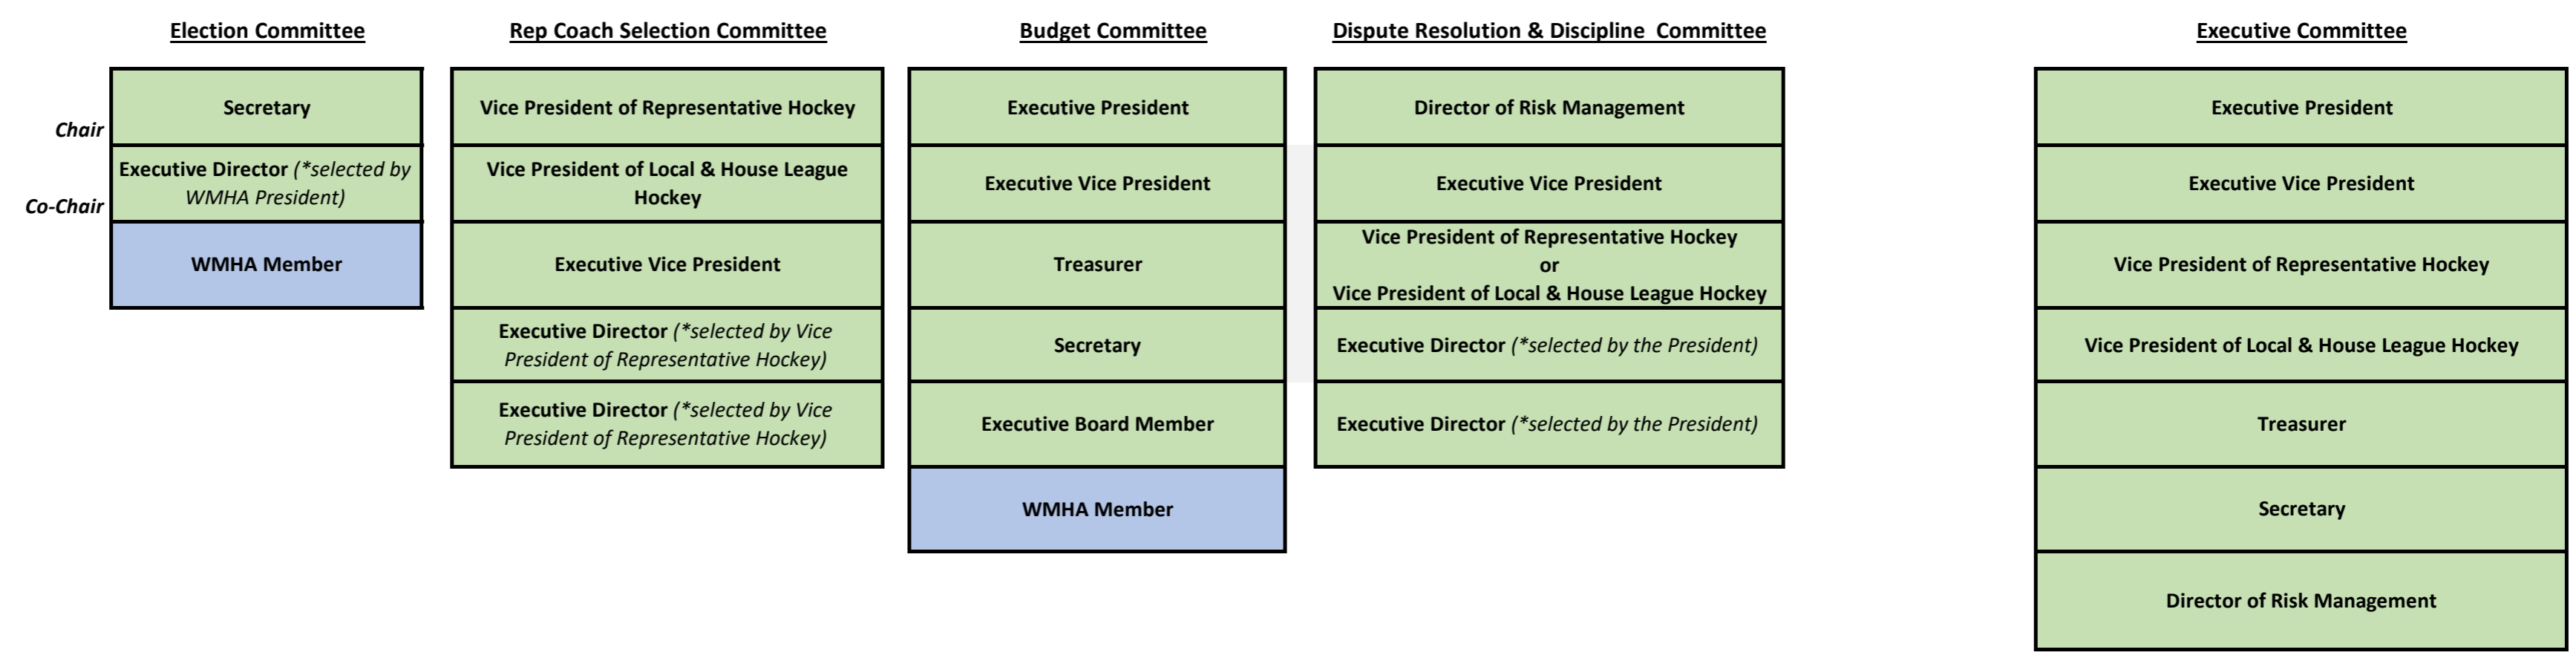 Election Committee
Rep Coach Selection Committee
Budget Committee
Dispute Resolution & Discipline  Committee
Executive Committee
Chair
Co-Chair
Secretary
Executive Director (*selected by
WMHA President)
WMHA Member
Vice President of Representative Hockey
Vice President of Local & House League
Hockey
Executive Vice President
Executive Director (*selected by Vice
President of Representative Hockey)
Executive Director (*selected by Vice
President of Representative Hockey)
Executive President
Executive Vice President
Treasurer
Secretary
Executive Board Member
WMHA Member
Director of Risk Management
Executive Vice President
Vice President of Representative Hockey
or
Vice President of Local & House League Hockey
Executive Director (*selected by the President)
Executive Director (*selected by the President)
Executive President
Executive Vice President
Vice President of Representative Hockey
Vice President of Local & House League Hockey
Treasurer
Secretary
Director of Risk Management